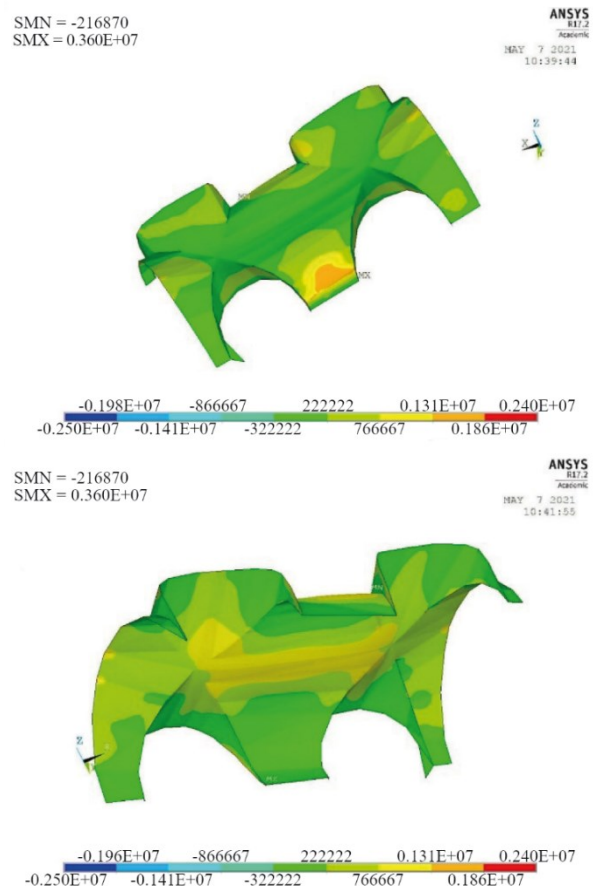 SMN = -216870
SMX = 0.360E+07
ANSYS
R17.2
Academic
MAY 7 2021
10:39:44
Z
X
MX
-0.198E+07 -866667 222222 0.131E+07 0.240E+07
-0.250E+07 -0.141E+07 -322222 766667 0.186E+07
SMN = -216870
SMX = 0.360E+07
ANSYS
R17.2
Academic
MAY 7 2021
10:41:55
MN
Z
-0.196E+07 -866667 222222 0.131E+07 0.240E+07
-0.250E+07 -0.141E+07 -322222 766667 0.186E+07